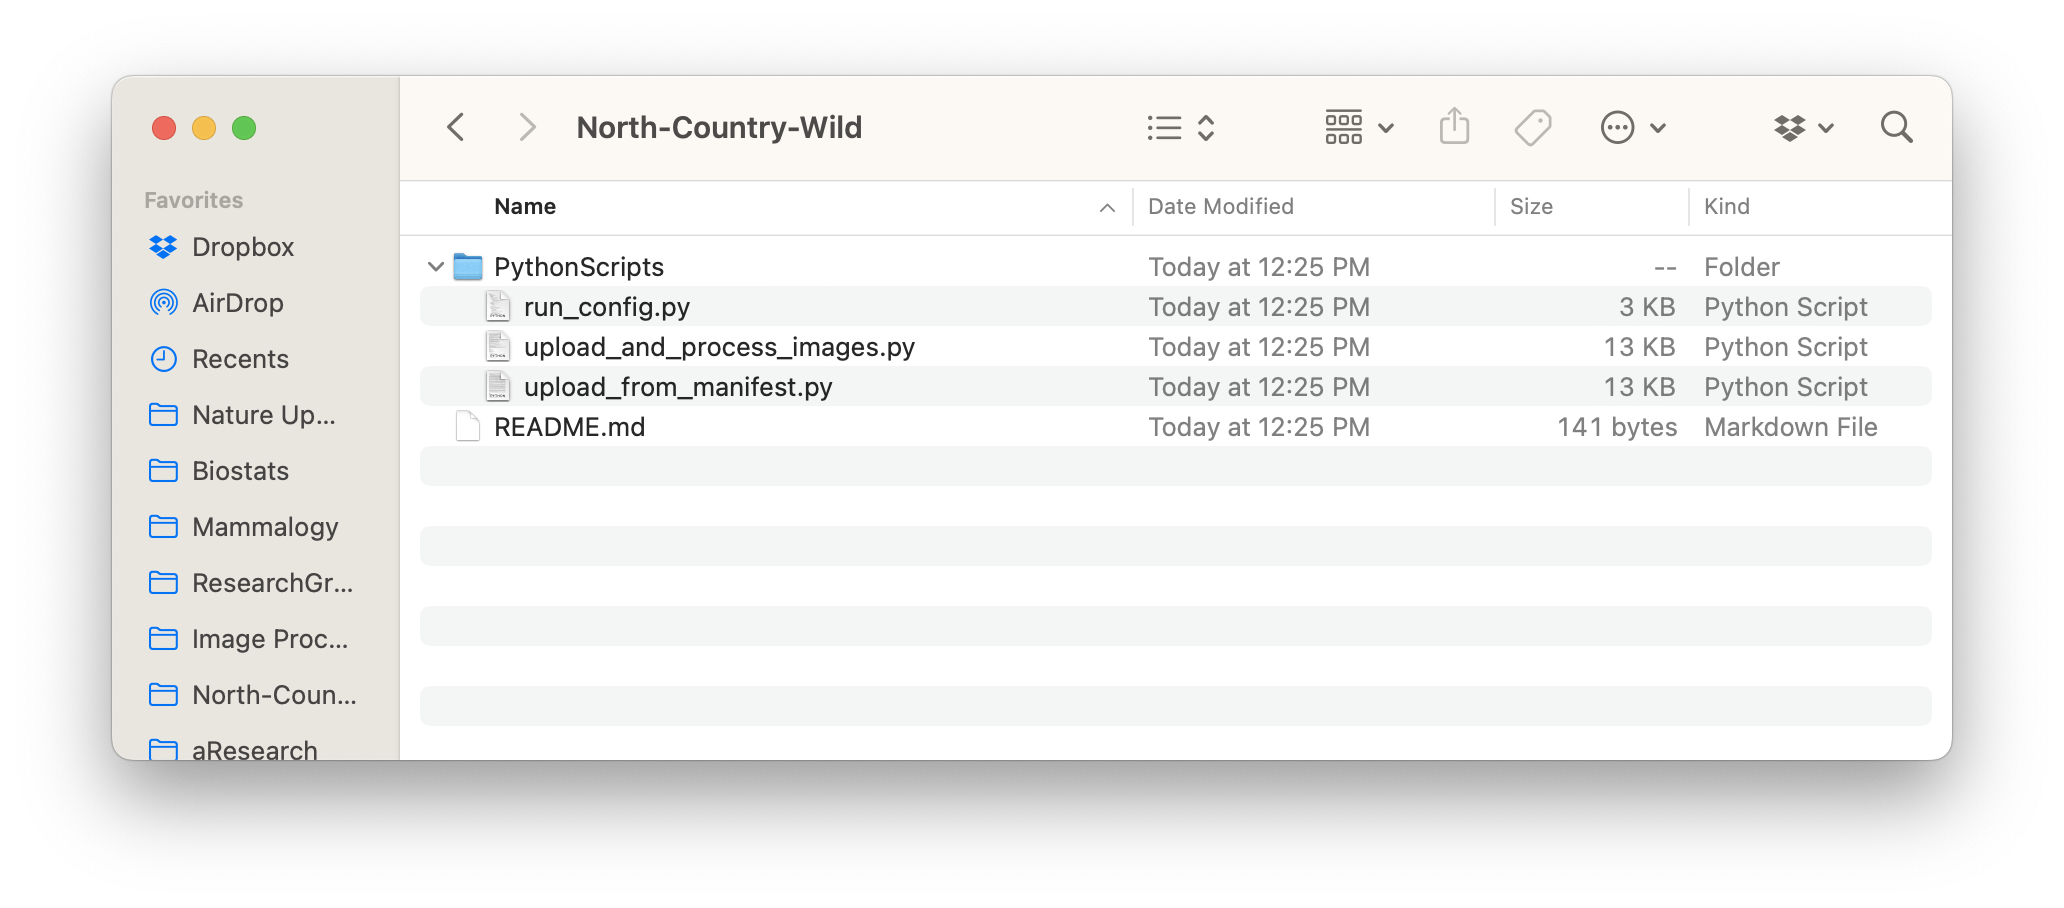 North-Country-Wild
Favorites
Dropbox
AirDrop
Recents
Nature Up...
Biostats
Mammalogy
ResearchGr...
Image Proc...
North-Coun...
aResearch
Name Date Modified Size Kind
PythonScripts Today at 12:25 PM -- Folder
run_config.py Today at 12:25 PM 3 KB Python Script
upload_and_process_images.py Today at 12:25 PM 13 KB Python Script
upload_from_manifest.py Today at 12:25 PM 13 KB Python Script
README.md Today at 12:25 PM 141 bytes Markdown File